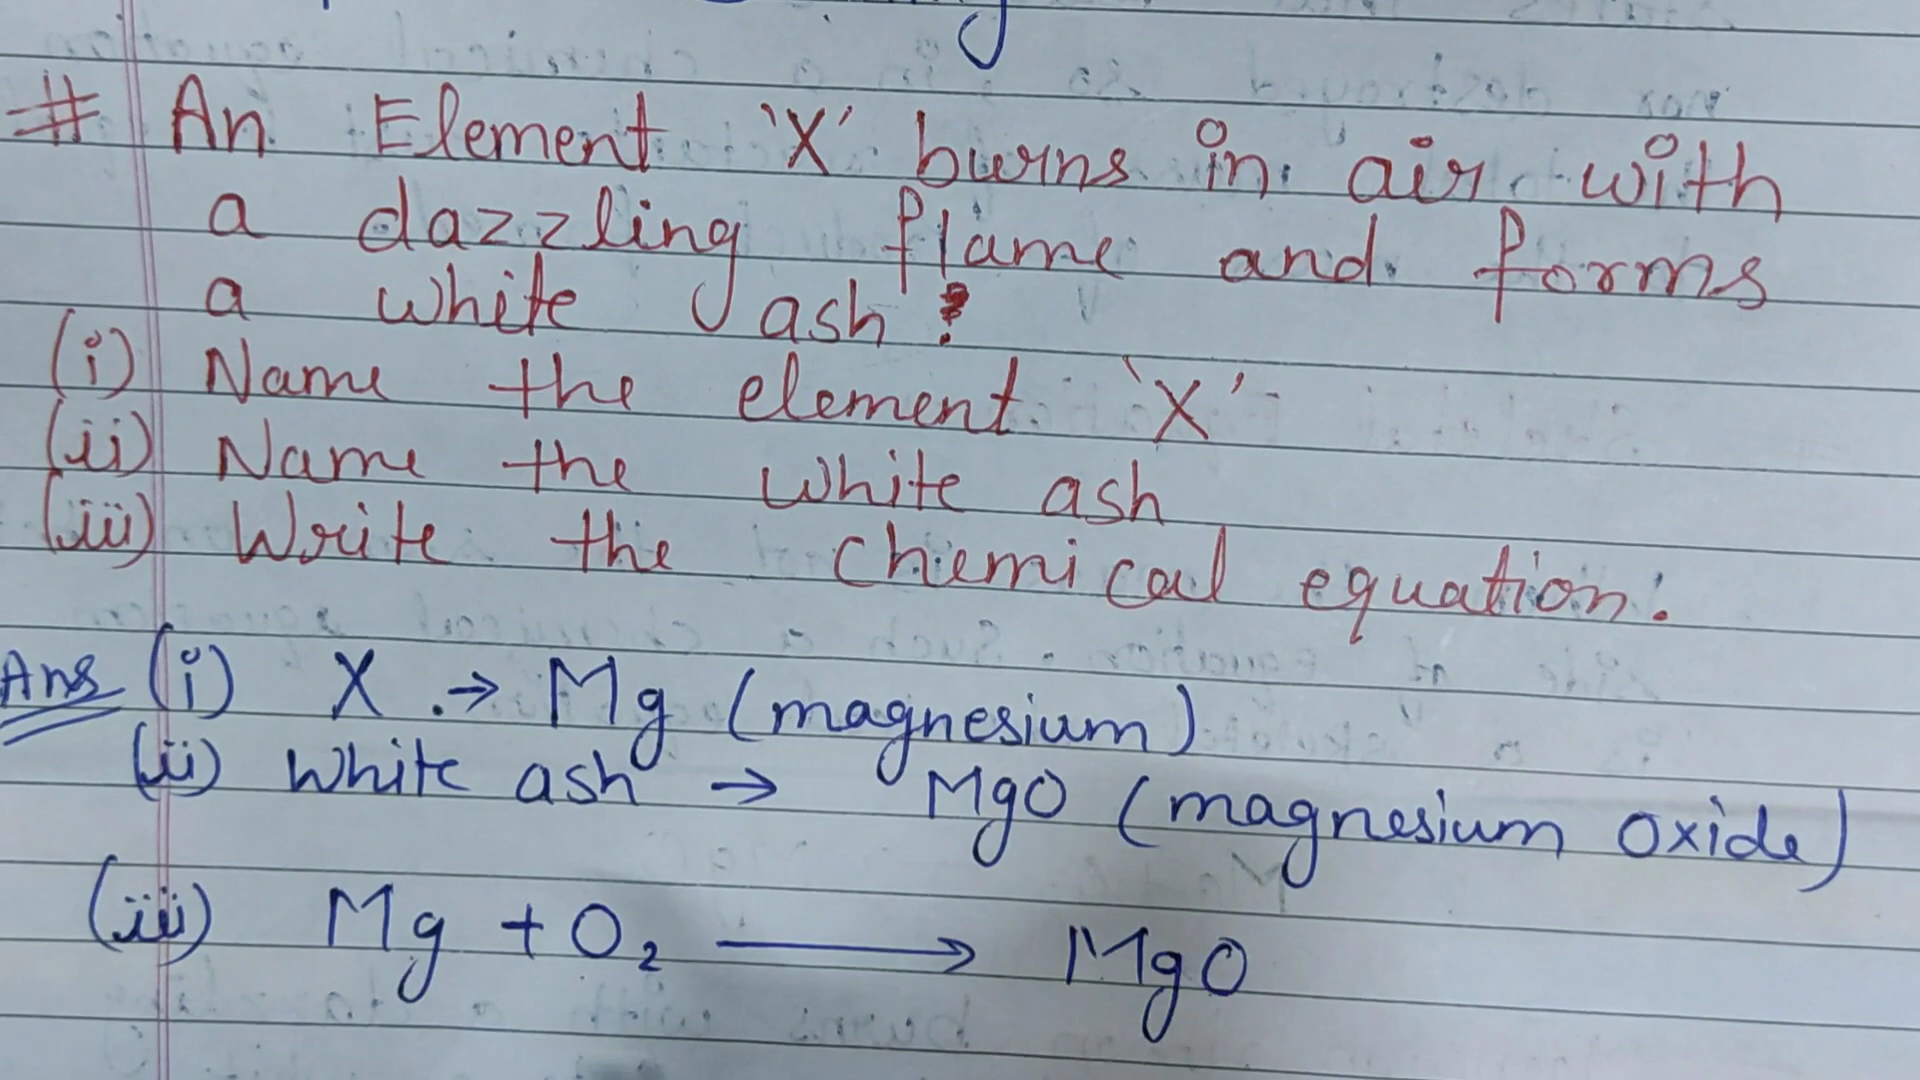 # An Element 'X' burns in air with
a dazzling flame and forms
a white ash?
(i) Name the element 'X'
(ii) Name the white ash
(iii) Write the chemical equation.
Ans (i) X → Mg (magnesium)
(ii) White ash → MgO (magnesium oxide)
(iii) Mg + O₂ → MgO